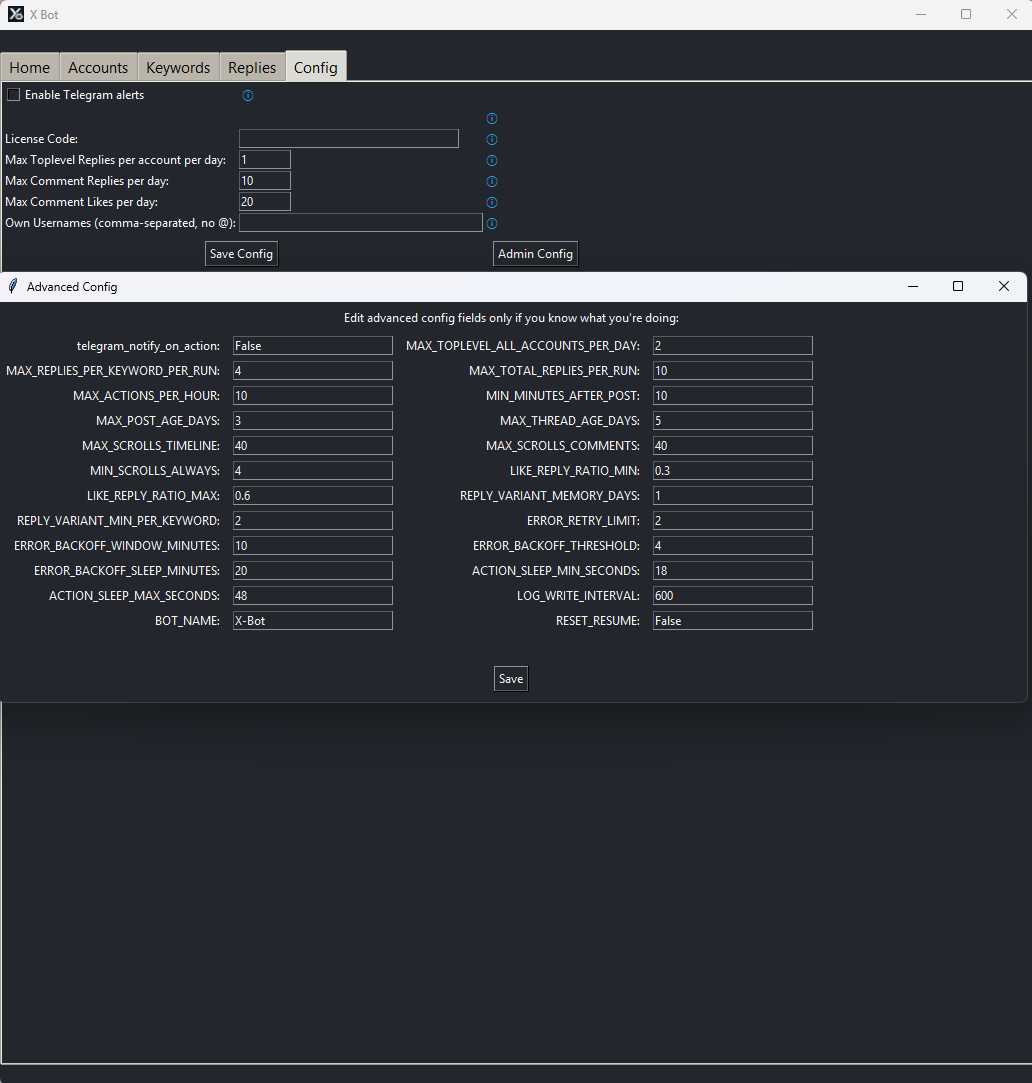 X Bot
Home Accounts Keywords Replies Config
Enable Telegram alerts
License Code:
Max Toplevel Replies per account per day: 1
Max Comment Replies per day: 10
Max Comment Likes per day: 20
Own Usernames (comma-separated, no @):
Save Config Admin Config
Advanced Config
Edit advanced config fields only if you know what you're doing:
telegram_notify_on_action: False MAX_TOPLEVEL_ALL_ACCOUNTS_PER_DAY: 2
MAX_REPLIES_PER_KEYWORD_PER_RUN: 4 MAX_TOTAL_REPLIES_PER_RUN: 10
MAX_ACTIONS_PER_HOUR: 10 MIN_MINUTES_AFTER_POST: 10
MAX_POST_AGE_DAYS: 3 MAX_THREAD_AGE_DAYS: 5
MAX_SCROLLS_TIMELINE: 40 MAX_SCROLLS_COMMENTS: 40
MIN_SCROLLS_ALWAYS: 4 LIKE_REPLY_RATIO_MIN: 0.3
LIKE_REPLY_RATIO_MAX: 0.6 REPLY_VARIANT_MEMORY_DAYS: 1
REPLY_VARIANT_MIN_PER_KEYWORD: 2 ERROR_RETRY_LIMIT: 2
ERROR_BACKOFF_WINDOW_MINUTES: 10 ERROR_BACKOFF_THRESHOLD: 4
ERROR_BACKOFF_SLEEP_MINUTES: 20 ACTION_SLEEP_MIN_SECONDS: 18
ACTION_SLEEP_MAX_SECONDS: 48 LOG_WRITE_INTERVAL: 600
BOT_NAME: X-Bot RESET_RESUME: False
Save